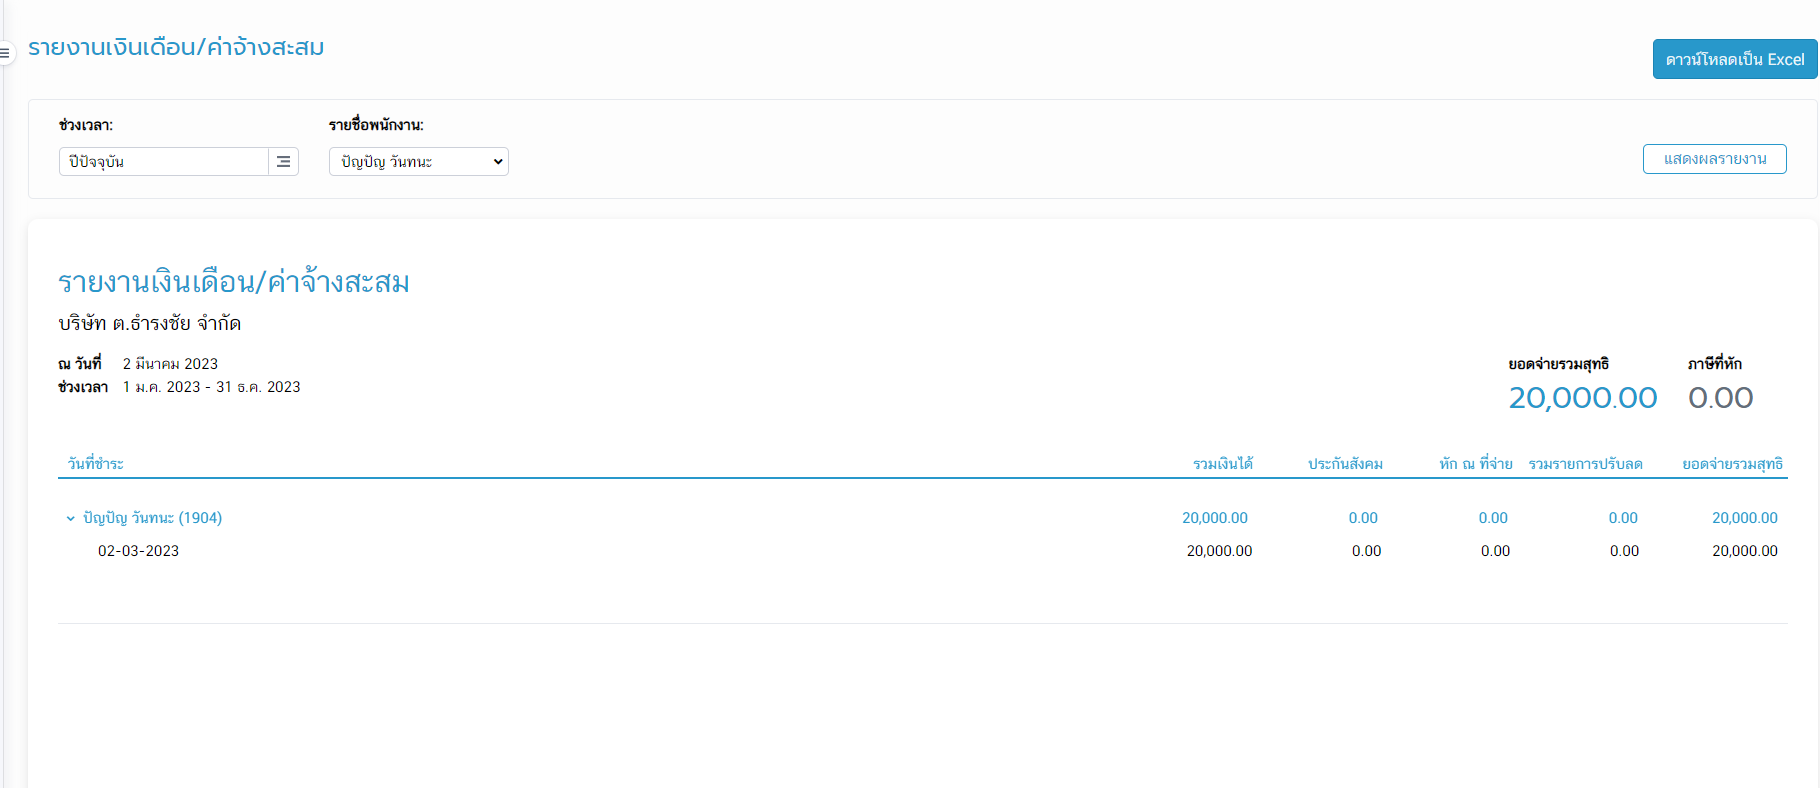 รายงานเงินเดือน/ค่าจ้างสะสม
ดาวน์โหลดเป็น Excel
ช่วงเวลา: รายชื่อพนักงาน:
ปีปัจจุบัน ปัญปัญ วันทนะ แสดงผลรายงาน
รายงานเงินเดือน/ค่าจ้างสะสม
บริษัท ต.ธำรงชัย จำกัด
ณ วันที่ 2 มีนาคม 2023 ยอดจ่ายรวมสุทธิ ภาษีที่หัก
ช่วงเวลา 1 ม.ค. 2023 - 31 ธ.ค. 2023 20,000.00 0.00
วันที่ชำระ รวมเงินได้ ประกันสังคม หัก ณ ที่จ่าย รวมรายการปรับลด ยอดจ่ายรวมสุทธิ
ปัญปัญ วันทนะ (1904) 20,000.00 0.00 0.00 0.00 20,000.00
02-03-2023 20,000.00 0.00 0.00 0.00 20,000.00